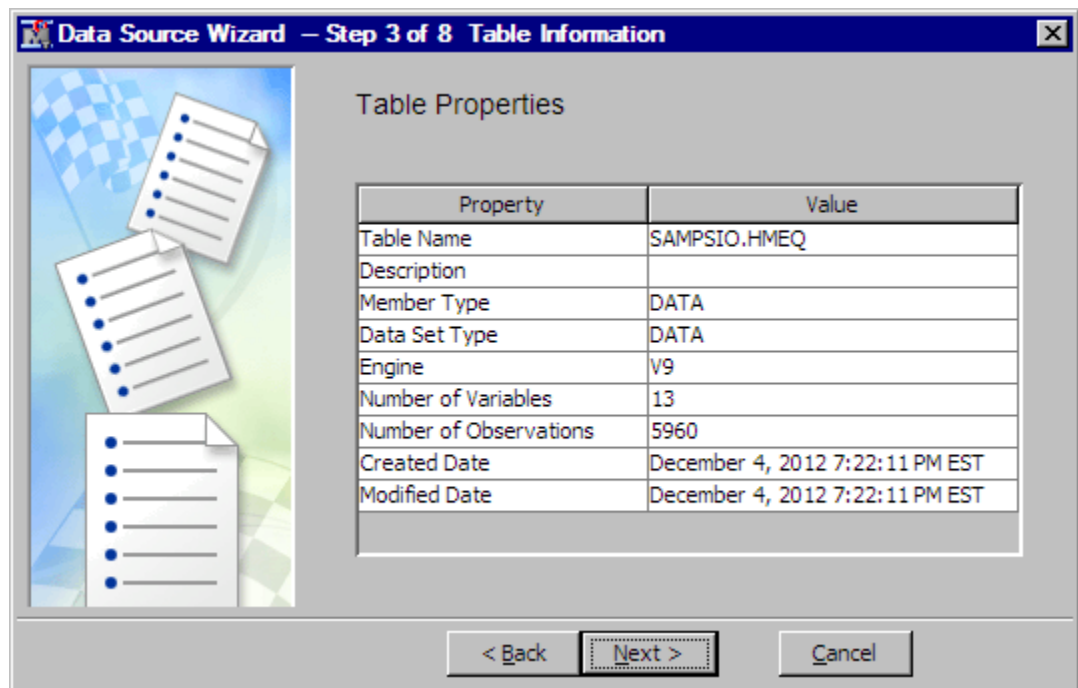 Data Source Wizard – Step 3 of 8 Table Information
Table Properties
Property Value
Table Name SAMPSIO.HMEQ
Description
Member Type DATA
Data Set Type DATA
Engine V9
Number of Variables 13
Number of Observations 5960
Created Date December 4, 2012 7:22:11 PM EST
Modified Date December 4, 2012 7:22:11 PM EST
< Back Next > Cancel